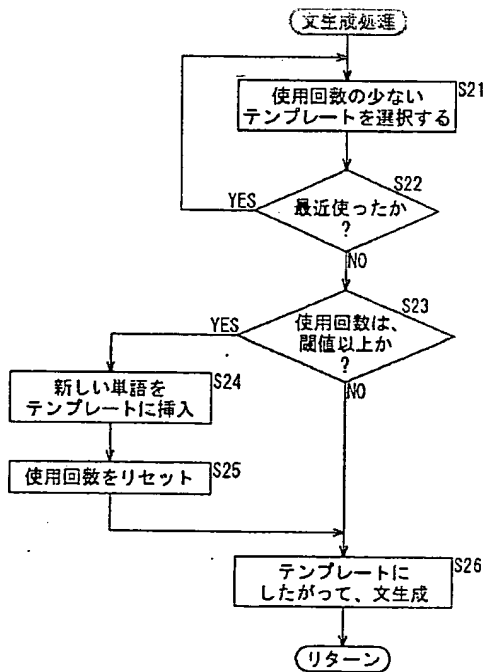 文生成処理
使用回数の少ない
テンプレートを選択する
S21
最近使ったか
?
S22
YES
NO
使用回数は、
閾値以上か
?
S23
YES
NO
新しい単語を
テンプレートに挿入
S24
使用回数をリセット
S25
テンプレートに
したがって、文生成
S26
リターン